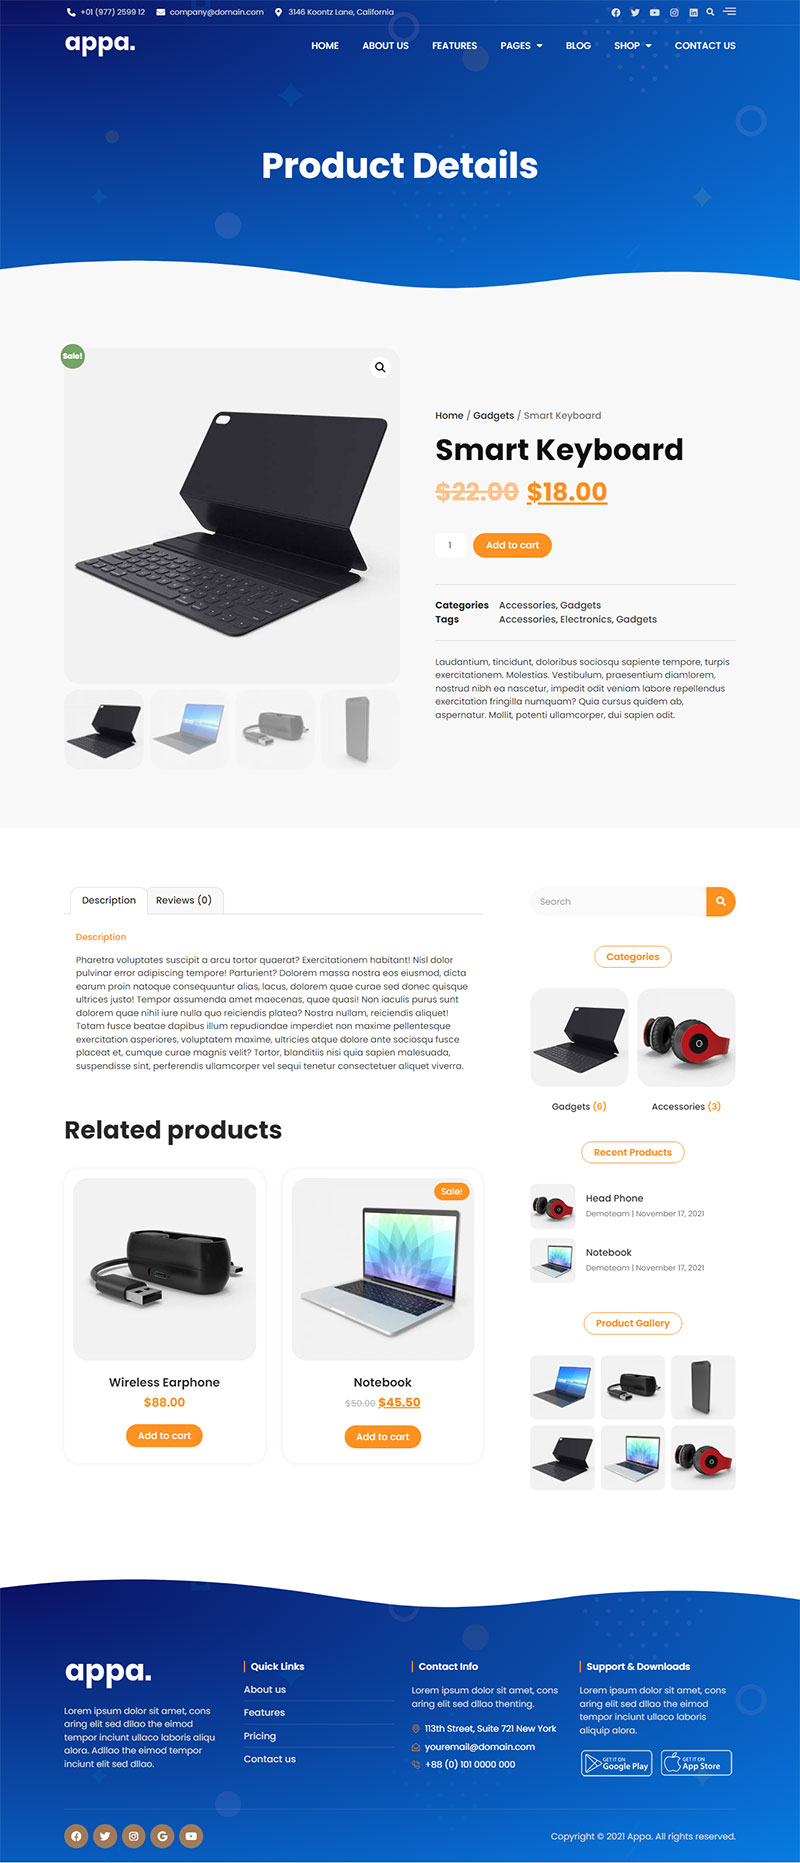 +01 (977) 2599 12 company@domain.com 3146 Koontz Lane, California
appa.
HOME ABOUT US FEATURES PAGES BLOG SHOP CONTACT US
Product Details
Sale!
Home / Gadgets / Smart Keyboard
Smart Keyboard
$22.00 $18.00
1 Add to cart
Categories Accessories, Gadgets
Tags Accessories, Electronics, Gadgets
Laudantium, tincidunt, doloribus sociosqu sapiente tempore, turpis
exercitationem. Molestias. Vestibulum, praesentium diamlorem,
nostrud nibh ea nascetur, impedit odit veniam labore repellendus
exercitation fringilla numquam? Quia cursus quidem ab,
aspernatur. Mollit, potenti ullamcorper, dui sapien odit.
Description Reviews (0)
Description
Pharetra voluptates suscipit a arcu tortor quaerat? Exercitationem habitant! Nisl dolor
pulvinar error adipiscing tempore! Parturient? Dolorem massa nostra eos eiusmod, dicta
earum proin natoque consequuntur alias, lacus, dolorem quae curae sed donec quisque
ultrices justo! Tempor assumenda amet maecenas, quae quasi! Non iaculis purus sunt
dolorem quae nihil iure nulla quo reiciendis platea? Nostra nullam, reiciendis aliquet!
Totam fusce beatae dapibus illum repudiandae imperdiet non maxime pellentesque
exercitation asperiores, voluptatem maxime, ultricies atque dolore ante sociosqu fusce
placeat et, cumque curae magnis velit? Tortor, blanditiis nisi quia sapien malesuada,
suspendisse sint, perferendis ullamcorper vel sequi tenetur consectetuer aliquet viverra.
Related products
Wireless Earphone
$88.00
Add to cart
Sale!
Notebook
$50.00 $45.50
Add to cart
Search
Categories
Gadgets (6) Accessories (3)
Recent Products
Head Phone
Demoteam | November 17, 2021
Notebook
Demoteam | November 17, 2021
Product Gallery
appa.
Lorem ipsum dolor sit amet, cons
aring elit sed dllao the eimod
tempor inciunt ullaco laboris aliqu
alora. Adllao the eimod tempor
inciunt elit sed dllao.
Quick Links
About us
Features
Pricing
Contact us
Contact Info
Lorem ipsum dolor sit amet, cons
aring elit sed dllao thenting.
113th Street, Suite 721 New York
youremail@domain.com
+88 (0) 101 0000 000
Support & Downloads
Lorem ipsum dolor sit amet, cons
aring elit sed dllao the eimod
tempor inciunt ullaco laboris
aliquip alora.
GET IT ON
Google Play
GET IT ON
App Store
Copyright © 2021 Appa. All rights reserved.